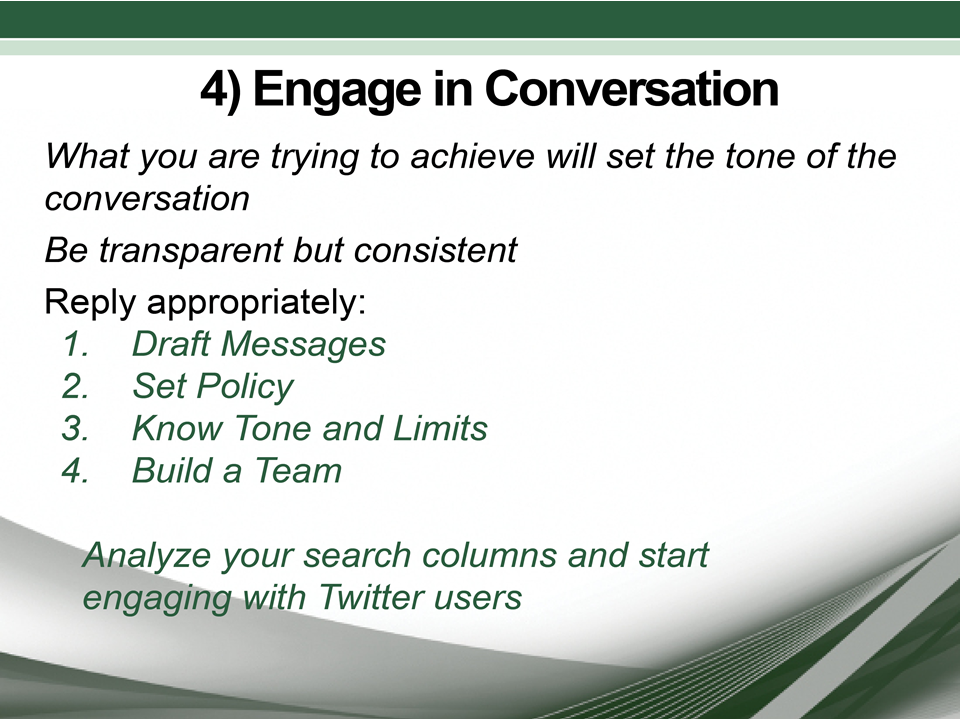 4) Engage in Conversation
What you are trying to achieve will set the tone of the
conversation
Be transparent but consistent
Reply appropriately:
1. Draft Messages
2. Set Policy
3. Know Tone and Limits
4. Build a Team
Analyze your search columns and start
engaging with Twitter users